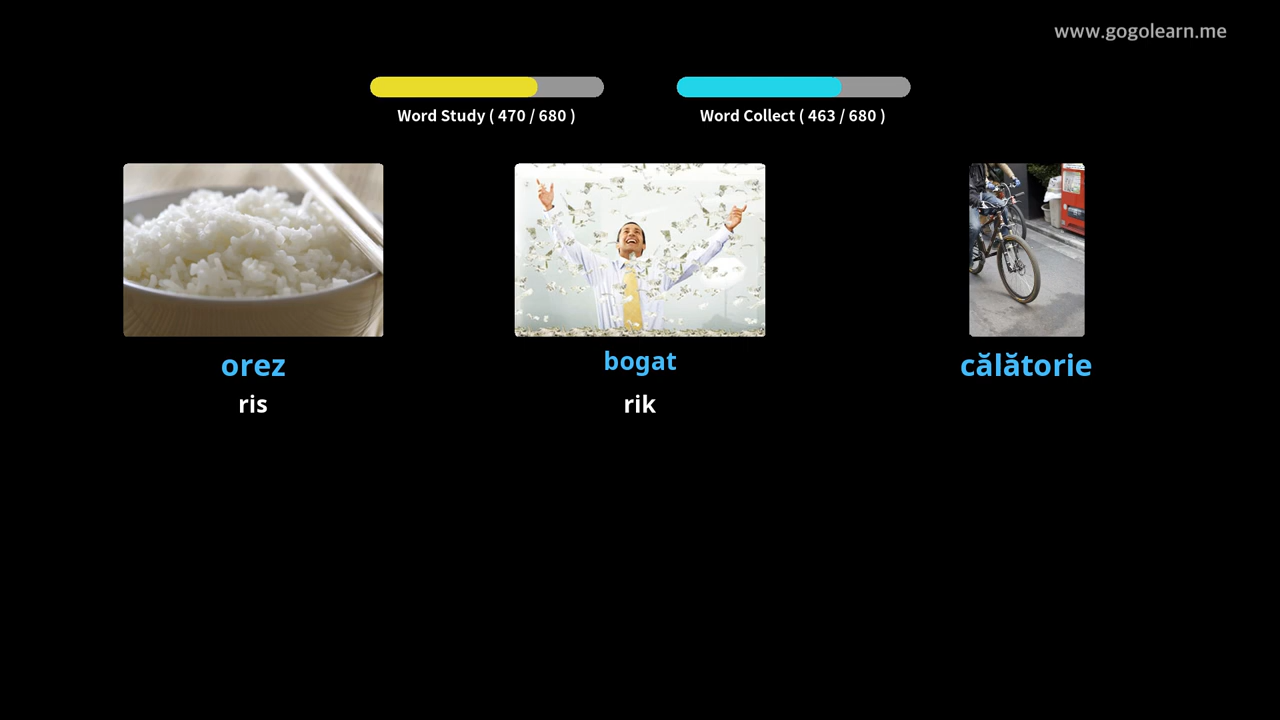 www.gogolearn.me
Word Study ( 470 / 680 )
Word Collect ( 463 / 680 )
orez
bogat
călătorie
ris
rik